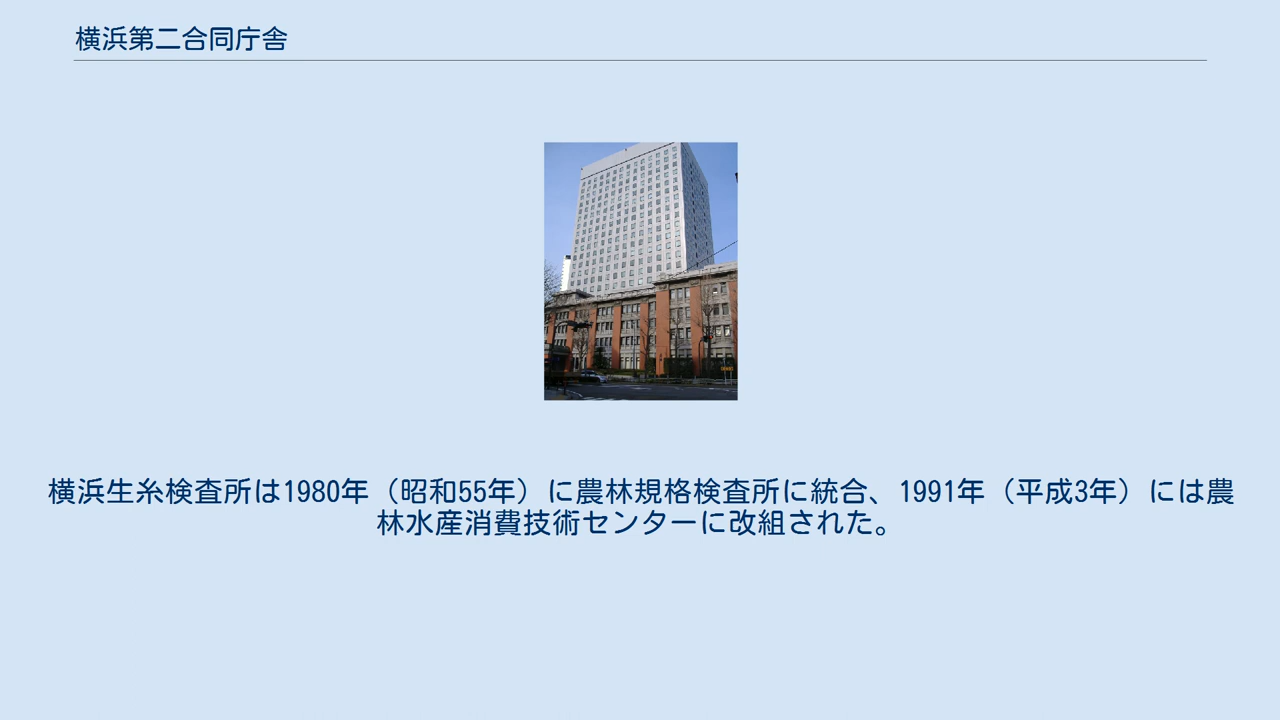 横浜第二合同庁舎
横浜生糸検査所は1980年（昭和55年）に農林規格検査所に統合、1991年（平成3年）には農
林水産消費技術センターに改組された。